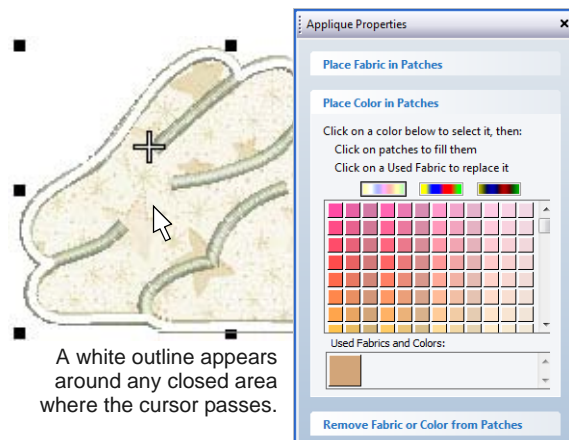 Applique Properties
Place Fabric in Patches
Place Color in Patches
Click on a color below to select it, then:
Click on patches to fill them
Click on a Used Fabric to replace it
Used Fabrics and Colors:
Remove Fabric or Color from Patches
A white outline appears
around any closed area
where the cursor passes.